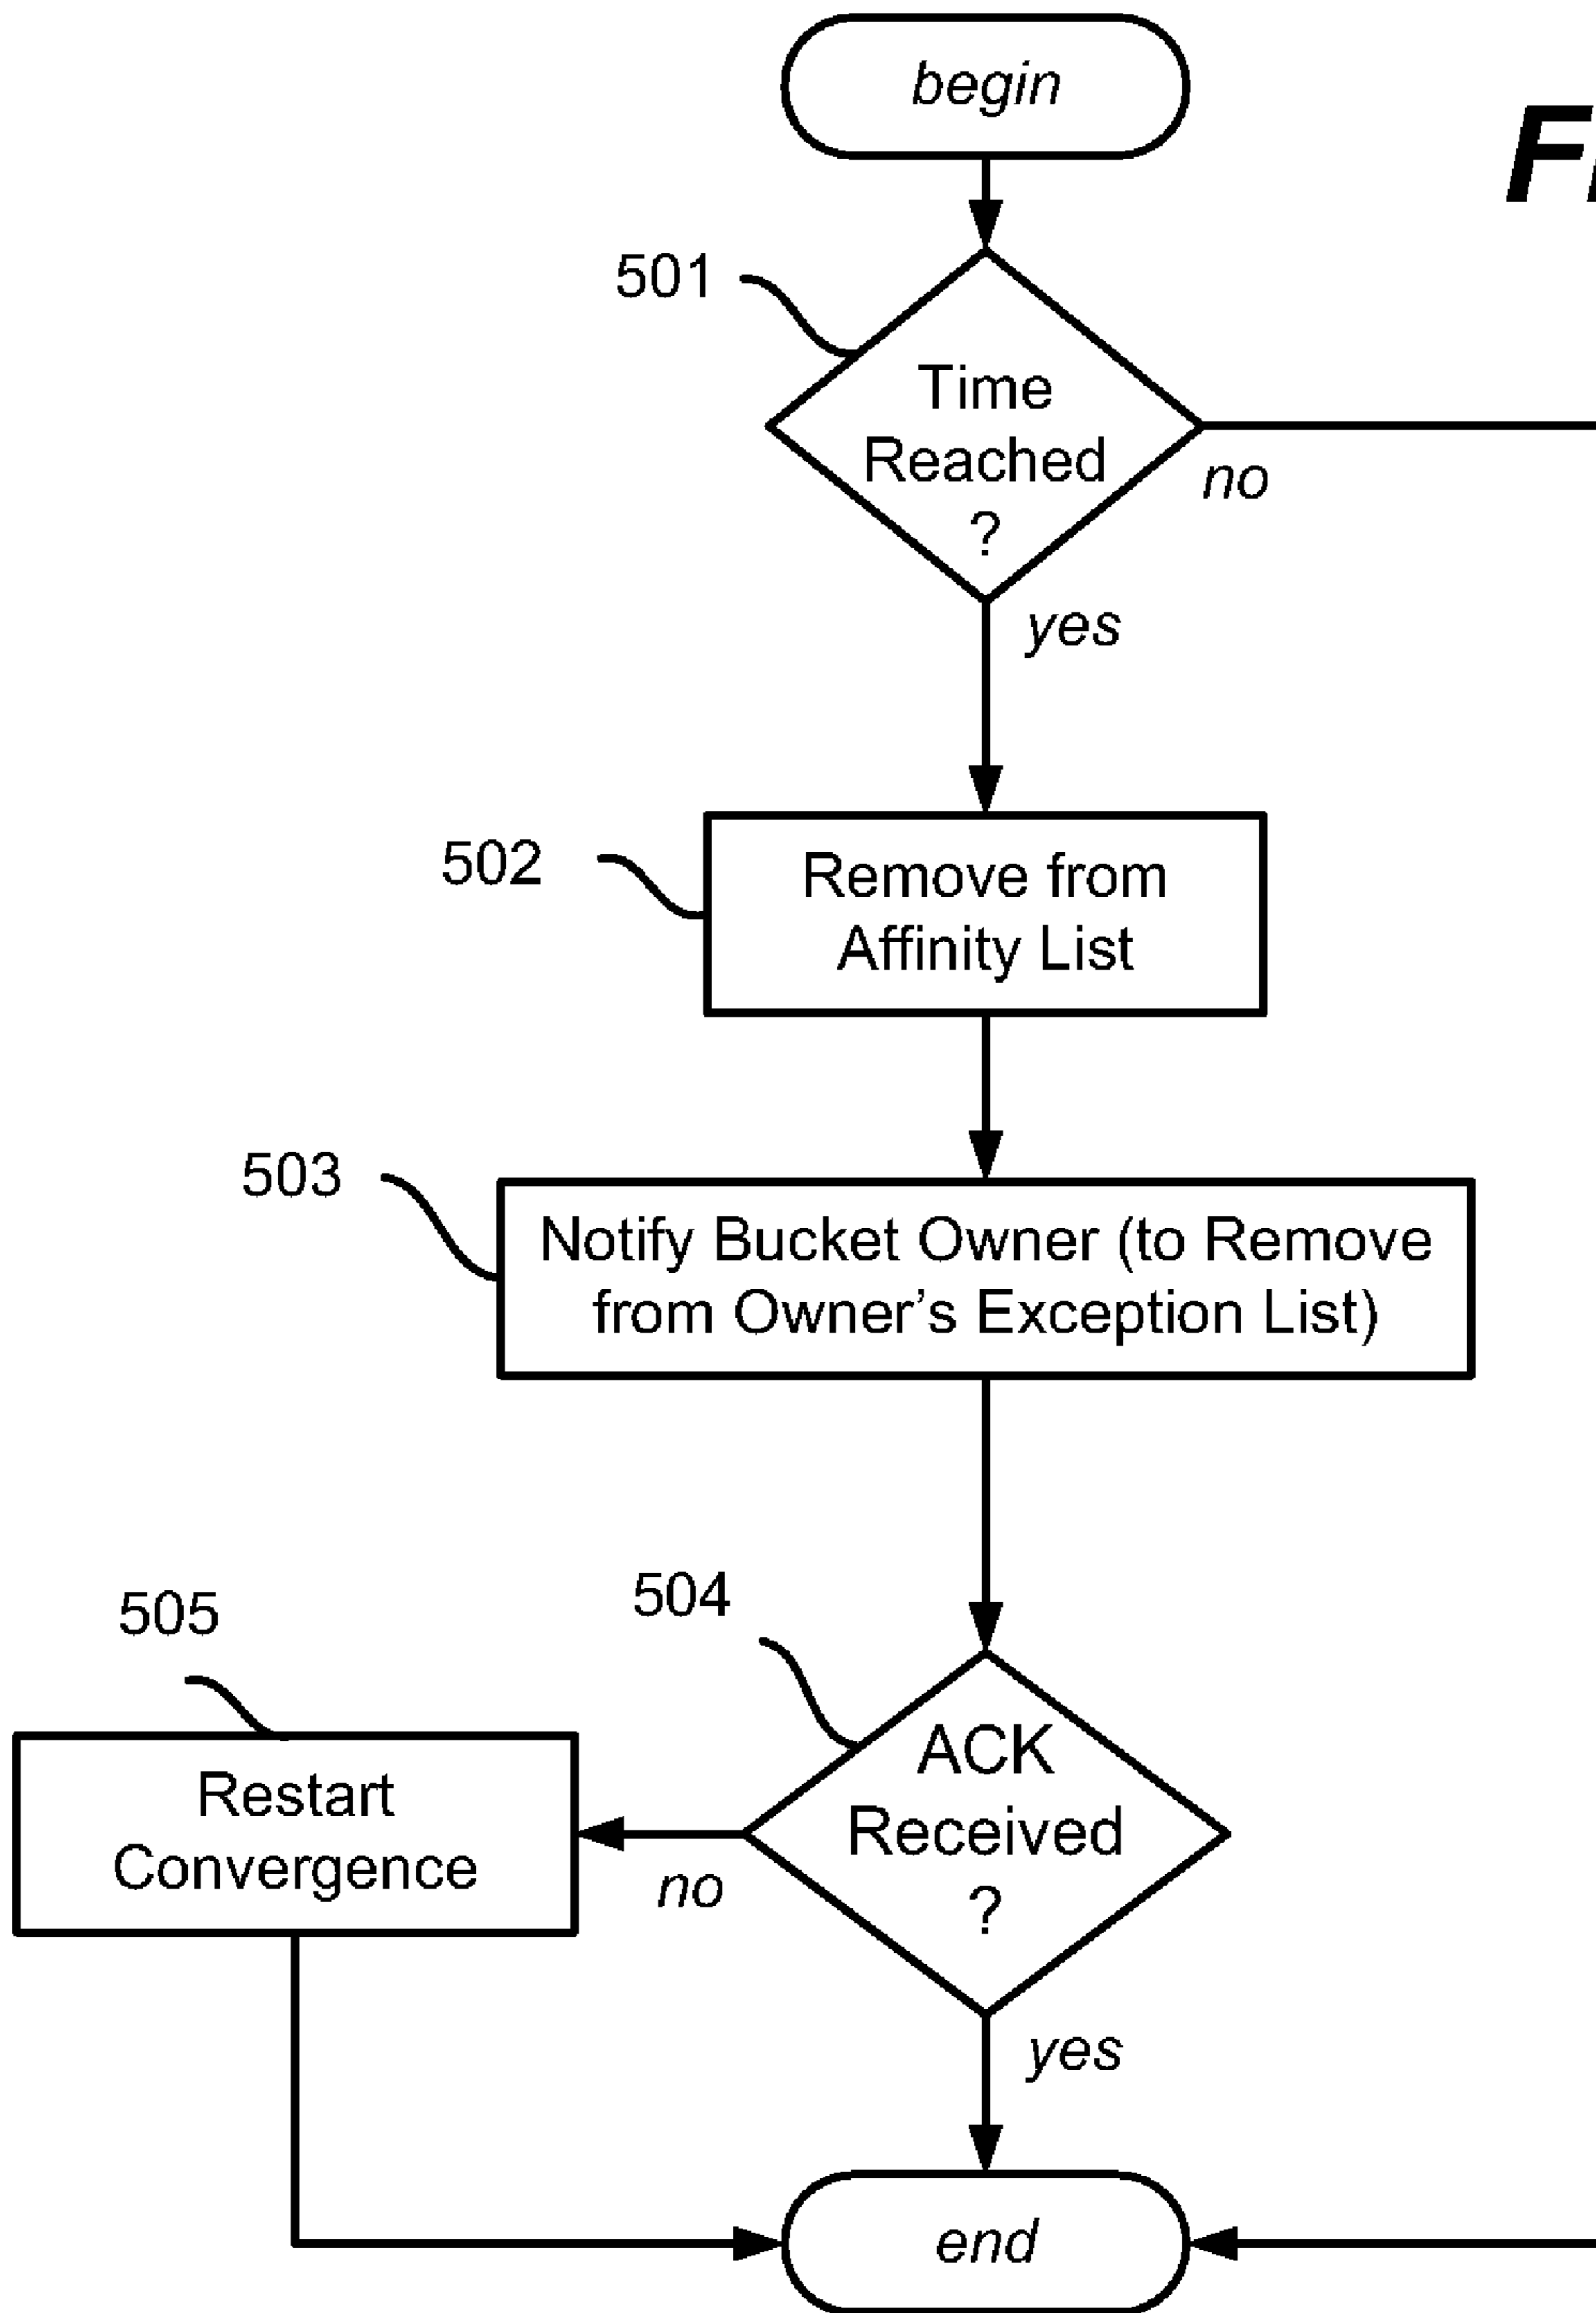 begin
501
Time
Reached
?
no
yes
502
Remove from
Affinity List
503
Notify Bucket Owner (to Remove
from Owner’s Exception List)
504
505
ACK
Received
?
Restart
Convergence
no
yes
end